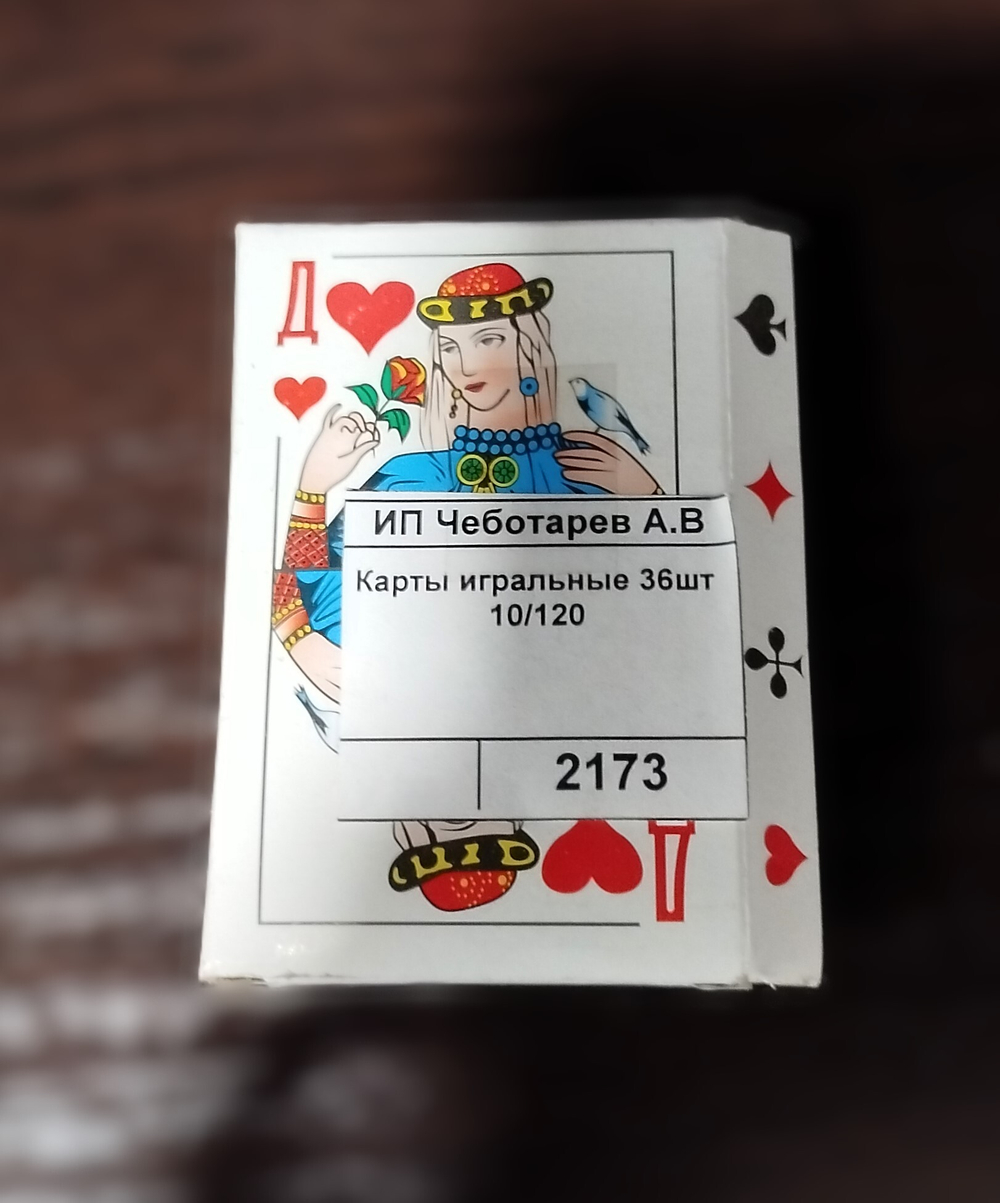 Д
ИП Чеботарев А.В
Карты игральные 36шт
10/120
2173
Д